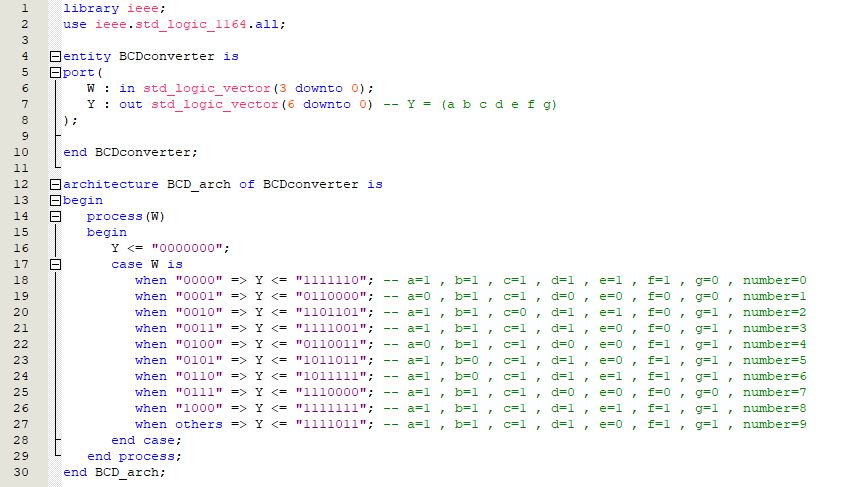 1 library ieee;
2 use ieee.std_logic_1164.all;
3
4 entity BCDconverter is
5 port(
6 W : in std_logic_vector(3 downto 0);
7 Y : out std_logic_vector(6 downto 0) -- Y = (a b c d e f g)
8 );
9
10 end BCDconverter;
11
12 architecture BCD_arch of BCDconverter is
13 begin
14 process(W)
15 begin
16 Y <= "0000000";
17 case W is
18 when "0000" => Y <= "1111110"; -- a=1 , b=1 , c=1 , d=1 , e=1 , f=1 , g=0 , number=0
19 when "0001" => Y <= "0110000"; -- a=0 , b=1 , c=1 , d=0 , e=0 , f=0 , g=0 , number=1
20 when "0010" => Y <= "1101101"; -- a=1 , b=1 , c=0 , d=1 , e=1 , f=0 , g=1 , number=2
21 when "0011" => Y <= "1111001"; -- a=1 , b=1 , c=1 , d=1 , e=0 , f=0 , g=1 , number=3
22 when "0100" => Y <= "0110011"; -- a=0 , b=1 , c=1 , d=0 , e=0 , f=1 , g=1 , number=4
23 when "0101" => Y <= "1011011"; -- a=1 , b=0 , c=1 , d=1 , e=0 , f=1 , g=1 , number=5
24 when "0110" => Y <= "1011111"; -- a=1 , b=0 , c=1 , d=1 , e=1 , f=1 , g=1 , number=6
25 when "0111" => Y <= "1110000"; -- a=1 , b=1 , c=1 , d=0 , e=0 , f=0 , g=0 , number=7
26 when "1000" => Y <= "1111111"; -- a=1 , b=1 , c=1 , d=1 , e=1 , f=1 , g=1 , number=8
27 when others => Y <= "1111011"; -- a=1 , b=1 , c=1 , d=1 , e=0 , f=1 , g=1 , number=9
28 end case;
29 end process;
30 end BCD_arch;